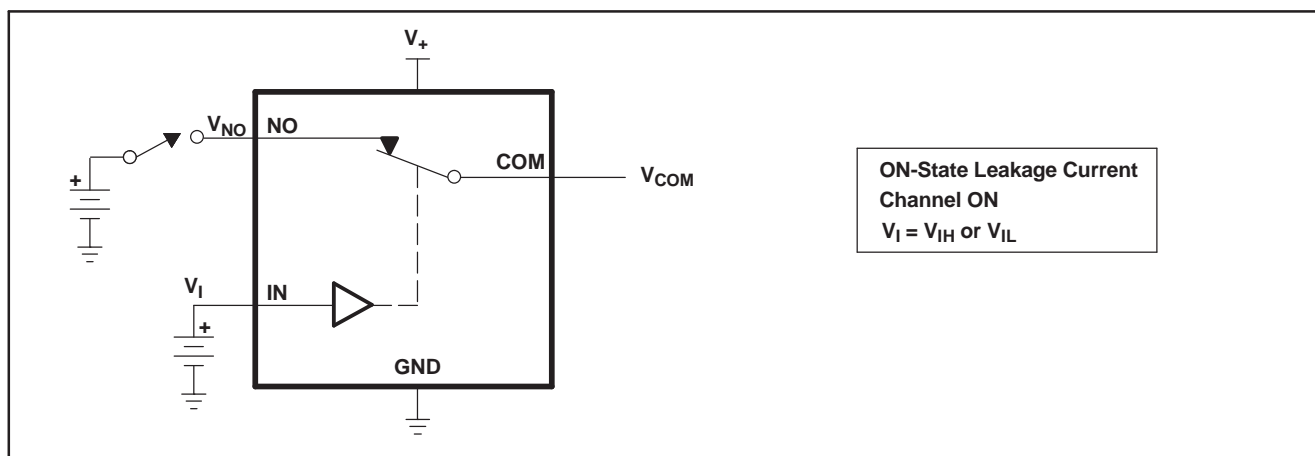 V+
VNO NO
COM
VCOM
+
VI IN
+
GND
ON-State Leakage Current
Channel ON
VI = VIH or VIL